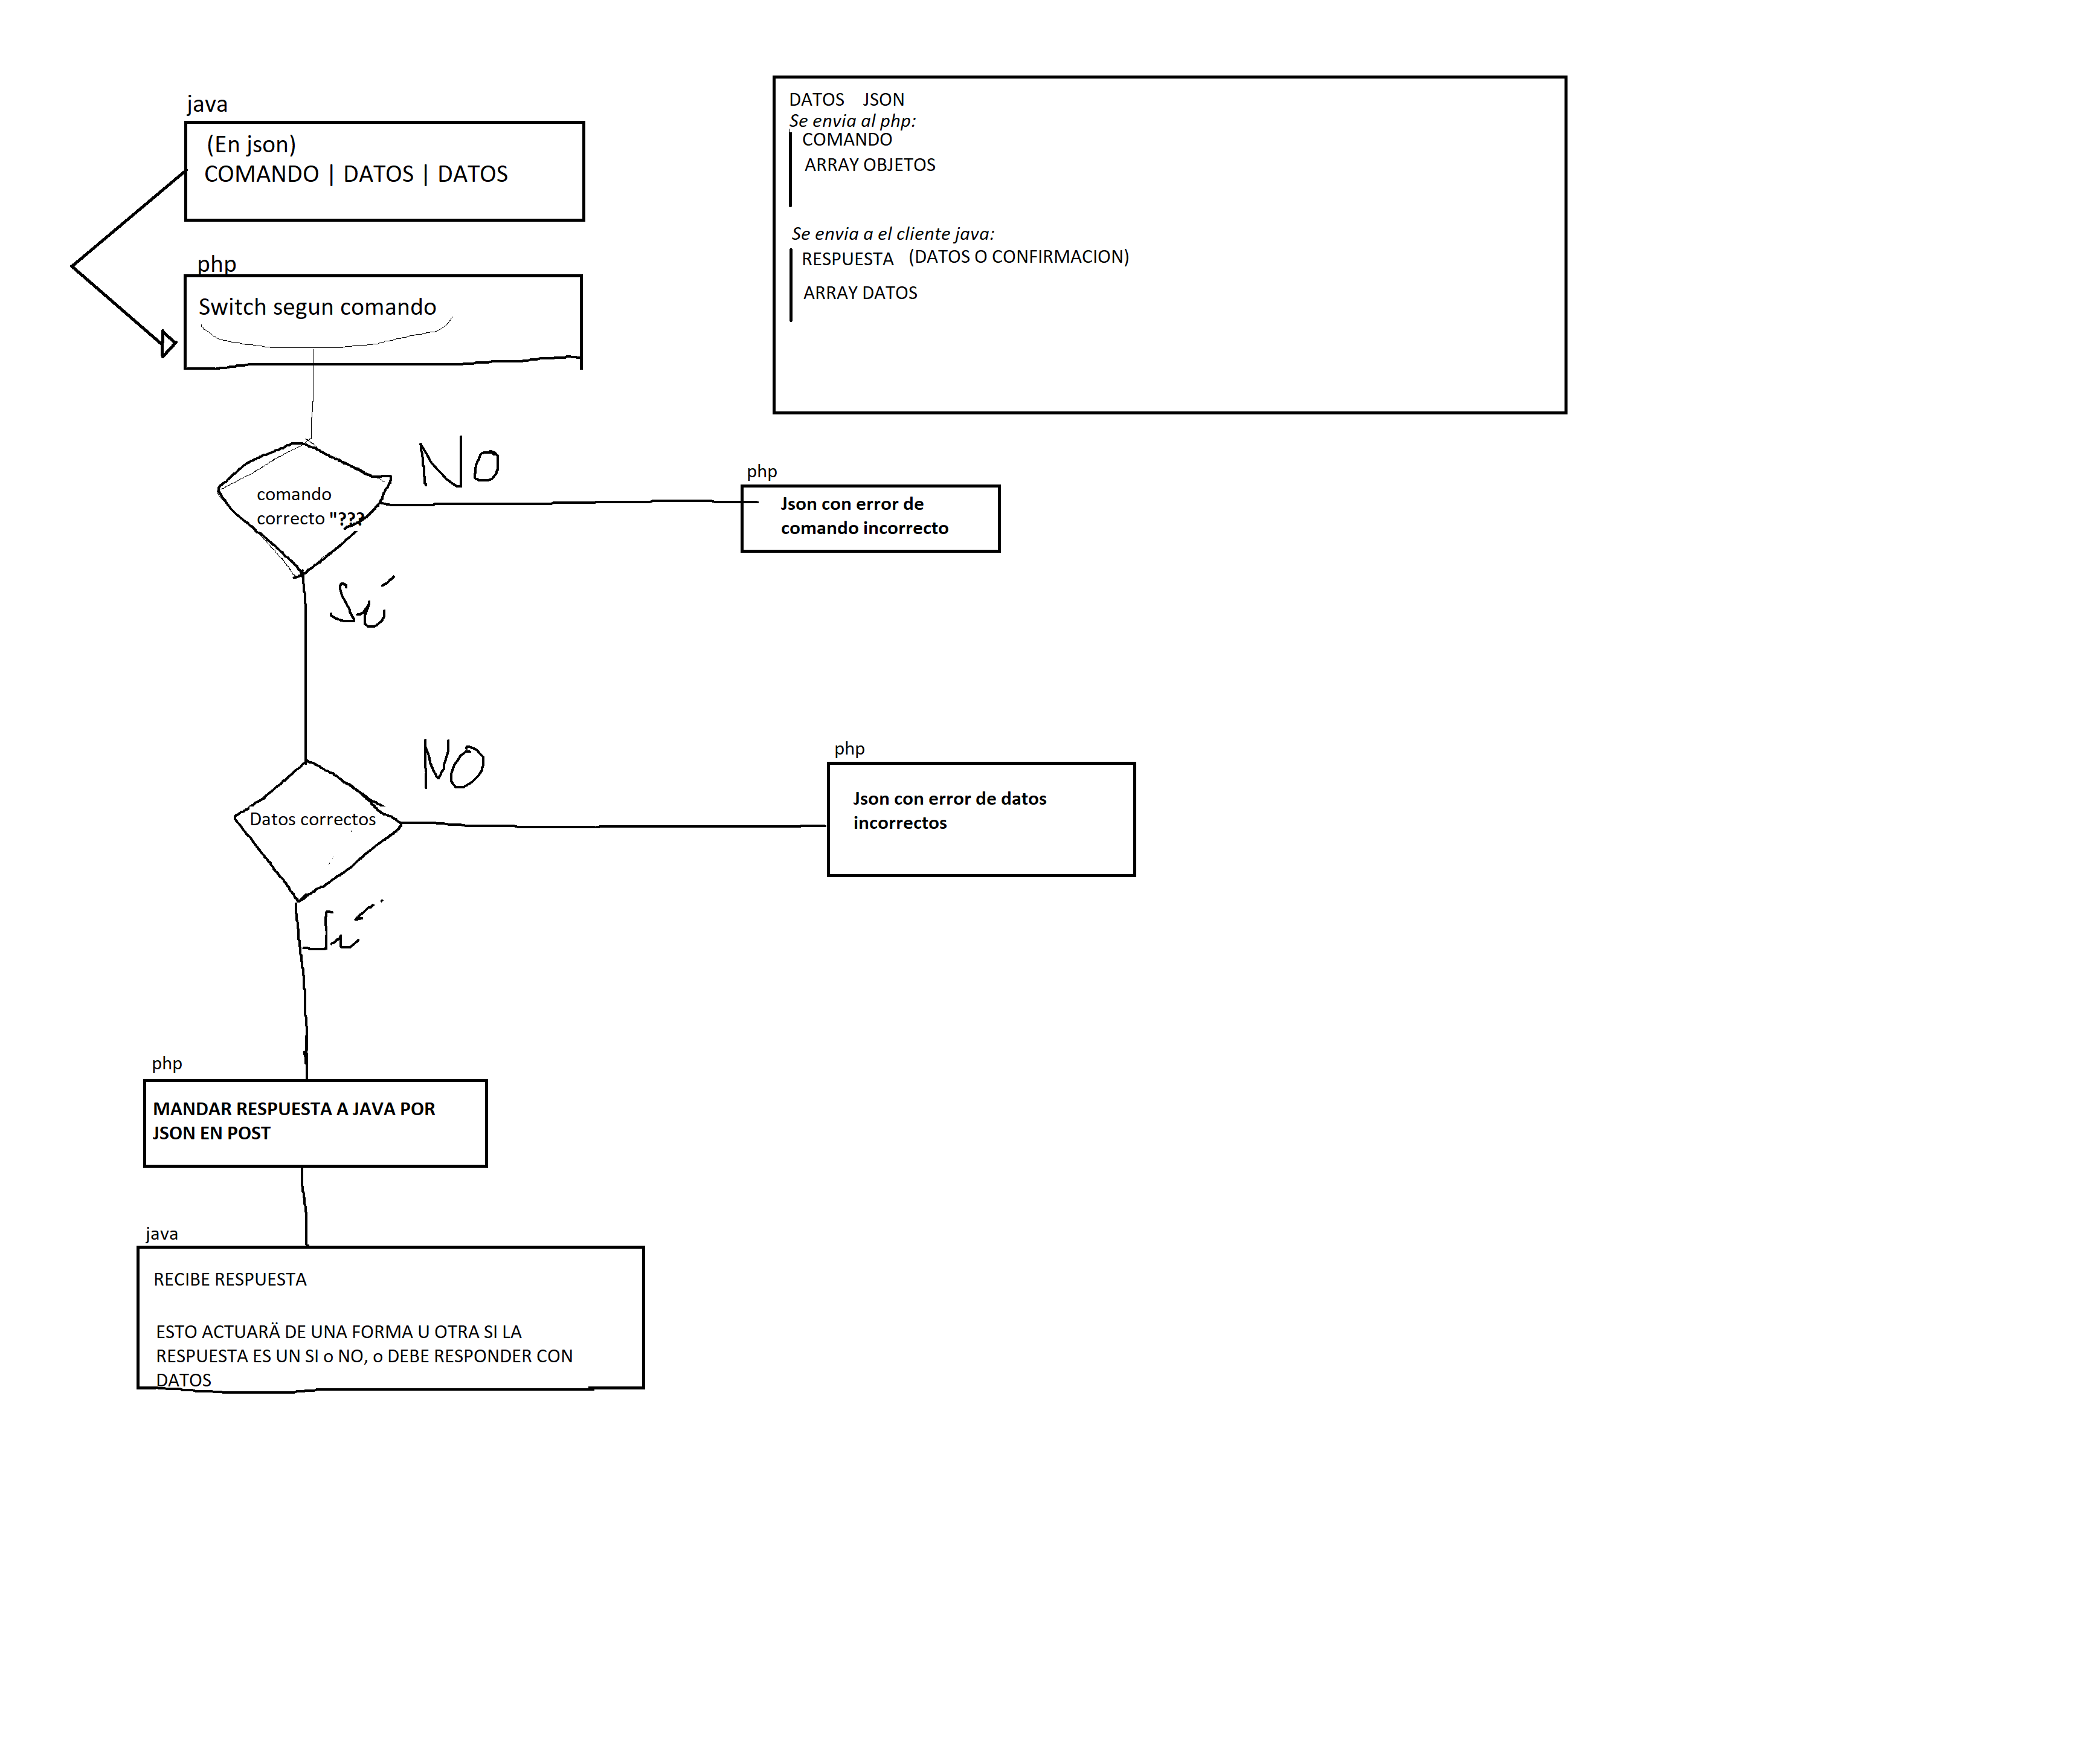 java
(En json)
COMANDO | DATOS | DATOS
php
Switch segun comando
DATOS JSON
Se envia al php:
COMANDO
ARRAY OBJETOS
Se envia a el cliente java:
RESPUESTA (DATOS O CONFIRMACION)
ARRAY DATOS
comando
correcto "???
No
php
Json con error de
comando incorrecto
Sí
Datos correctos
NO
php
Json con error de datos
incorrectos
Sí
php
MANDAR RESPUESTA A JAVA POR
JSON EN POST
java
RECIBE RESPUESTA
ESTO ACTUARÄ DE UNA FORMA U OTRA SI LA
RESPUESTA ES UN SI o NO, o DEBE RESPONDER CON
DATOS